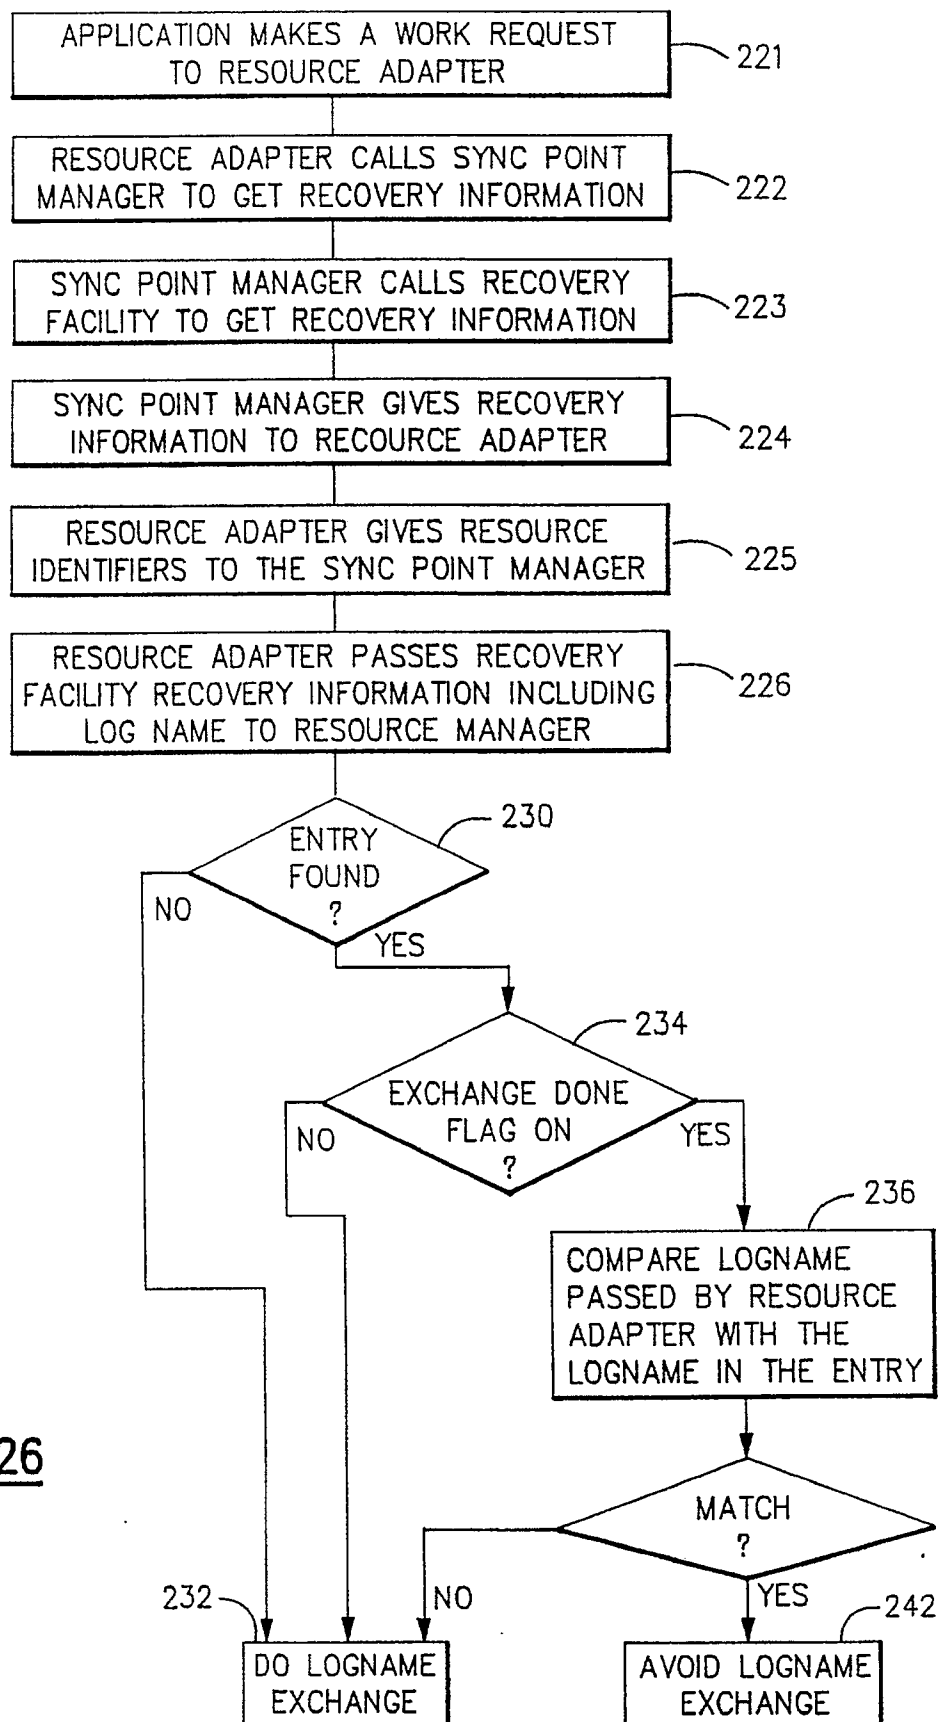 APPLICATION MAKES A WORK REQUEST
TO RESOURCE ADAPTER
221
RESOURCE ADAPTER CALLS SYNC POINT
MANAGER TO GET RECOVERY INFORMATION
222
SYNC POINT MANAGER CALLS RECOVERY
FACILITY TO GET RECOVERY INFORMATION
223
SYNC POINT MANAGER GIVES RECOVERY
INFORMATION TO RECOURCE ADAPTER
224
RESOURCE ADAPTER GIVES RESOURCE
IDENTIFIERS TO THE SYNC POINT MANAGER
225
RESOURCE ADAPTER PASSES RECOVERY
FACILITY RECOVERY INFORMATION INCLUDING
LOG NAME TO RESOURCE MANAGER
226
230
ENTRY
FOUND
?
NO
YES
234
EXCHANGE DONE
FLAG ON
?
NO
YES
236
COMPARE LOGNAME
PASSED BY RESOURCE
ADAPTER WITH THE
LOGNAME IN THE ENTRY
26
MATCH
?
NO
YES
232
DO LOGNAME
EXCHANGE
242
AVOID LOGNAME
EXCHANGE